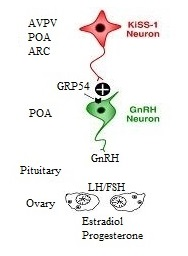 AVPV
POA
ARC
KiSS-1
Neuron
GRP54
+
POA
GnRH
Neuron
GnRH
Pituitary
LH/FSH
Ovary
Estradiol
Progesterone